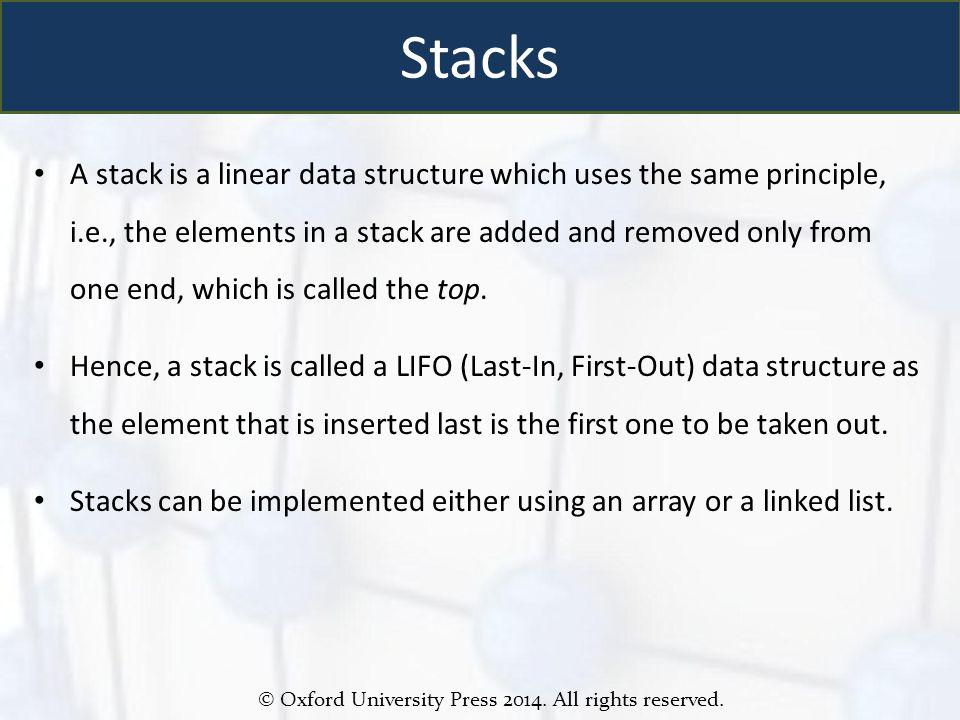 Stacks
• A stack is a linear data structure which uses the same principle,
i.e., the elements in a stack are added and removed only from
one end, which is called the top.
• Hence, a stack is called a LIFO (Last-In, First-Out) data structure as
the element that is inserted last is the first one to be taken out.
• Stacks can be implemented either using an array or a linked list.
© Oxford University Press 2014. All rights reserved.